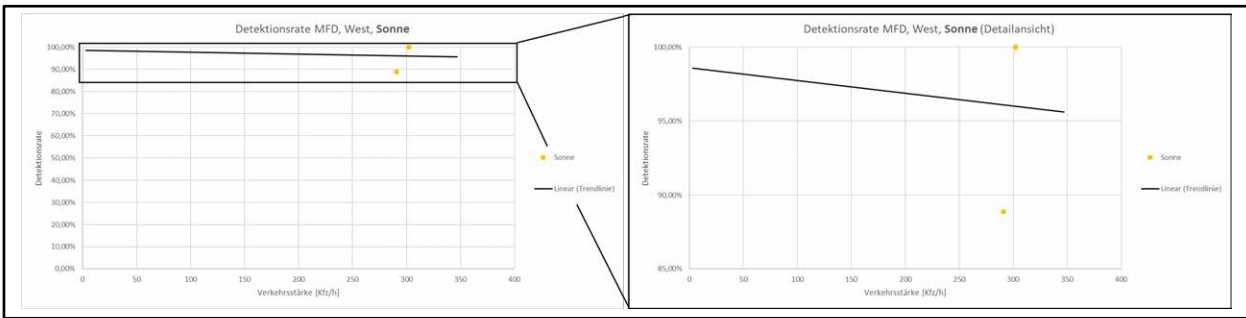 Detektionsrate MFD, West, Sonne
100,00%
90,00%
80,00%
70,00%
60,00%
50,00%
40,00%
30,00%
20,00%
10,00%
0,00%
Detektionsrate
0 50 100 150 200 250 300 350 400
Verkehrsstärke [Kfz/h]
Sonne
Linear (Trendlinie)
Detektionsrate MFD, West, Sonne (Detailansicht)
100,00%
95,00%
90,00%
85,00%
Detektionsrate
0 50 100 150 200 250 300 350 400
Verkehrsstärke [Kfz/h]
Sonne
Linear (Trendlinie)